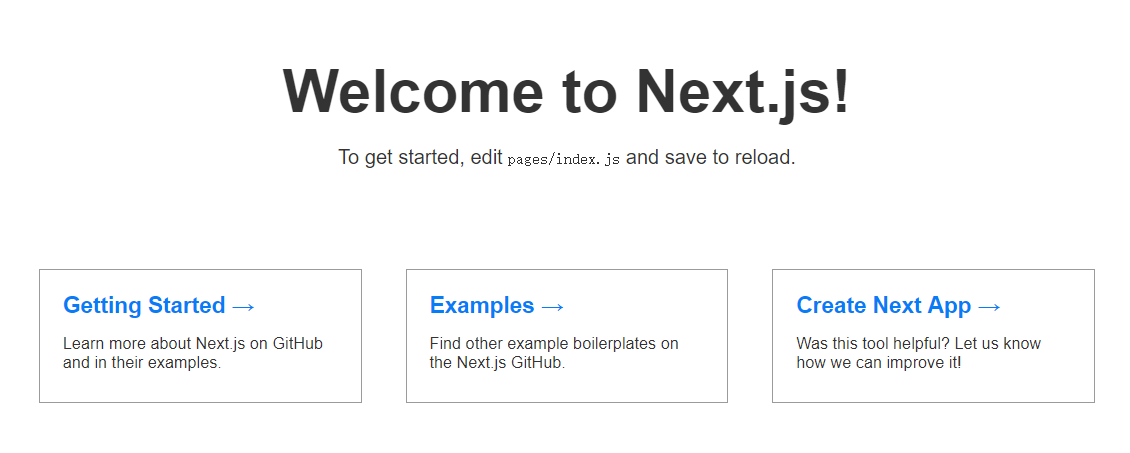 Welcome to Next.js!
To get started, edit pages/index.js and save to reload.
Getting Started →
Learn more about Next.js on GitHub
and in their examples.
Examples →
Find other example boilerplates on
the Next.js GitHub.
Create Next App →
Was this tool helpful? Let us know
how we can improve it!